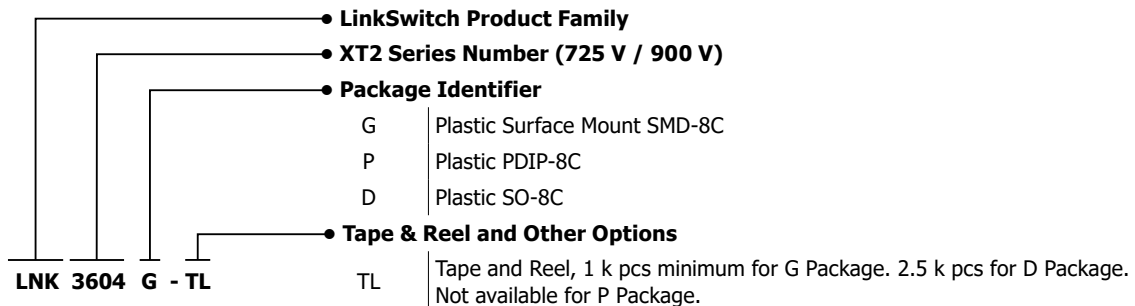 LinkSwitch Product Family
XT2 Series Number (725 V / 900 V)
Package Identifier
G Plastic Surface Mount SMD-8C
P Plastic PDIP-8C
D Plastic SO-8C
Tape & Reel and Other Options
TL Tape and Reel, 1 k pcs minimum for G Package. 2.5 k pcs for D Package.
Not available for P Package.
LNK 3604 G - TL